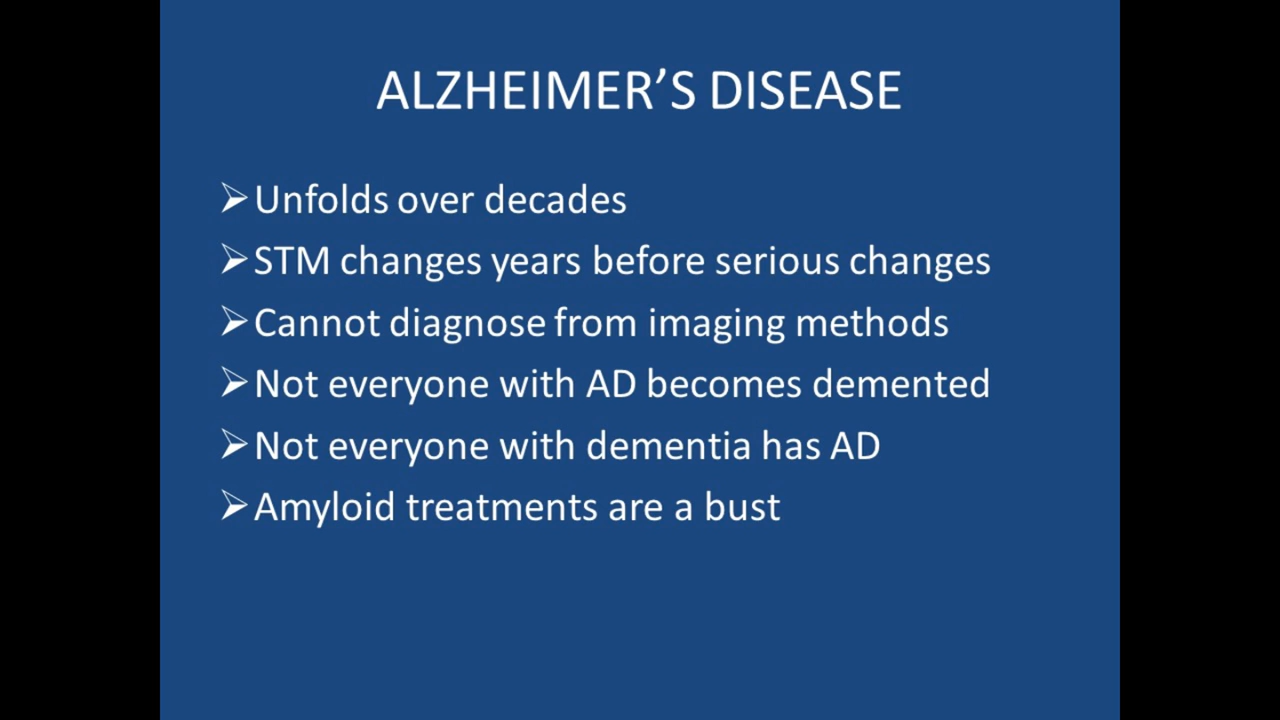 ALZHEIMER’S DISEASE
➢Unfolds over decades
➢STM changes years before serious changes
➢Cannot diagnose from imaging methods
➢Not everyone with AD becomes demented
➢Not everyone with dementia has AD
➢Amyloid treatments are a bust